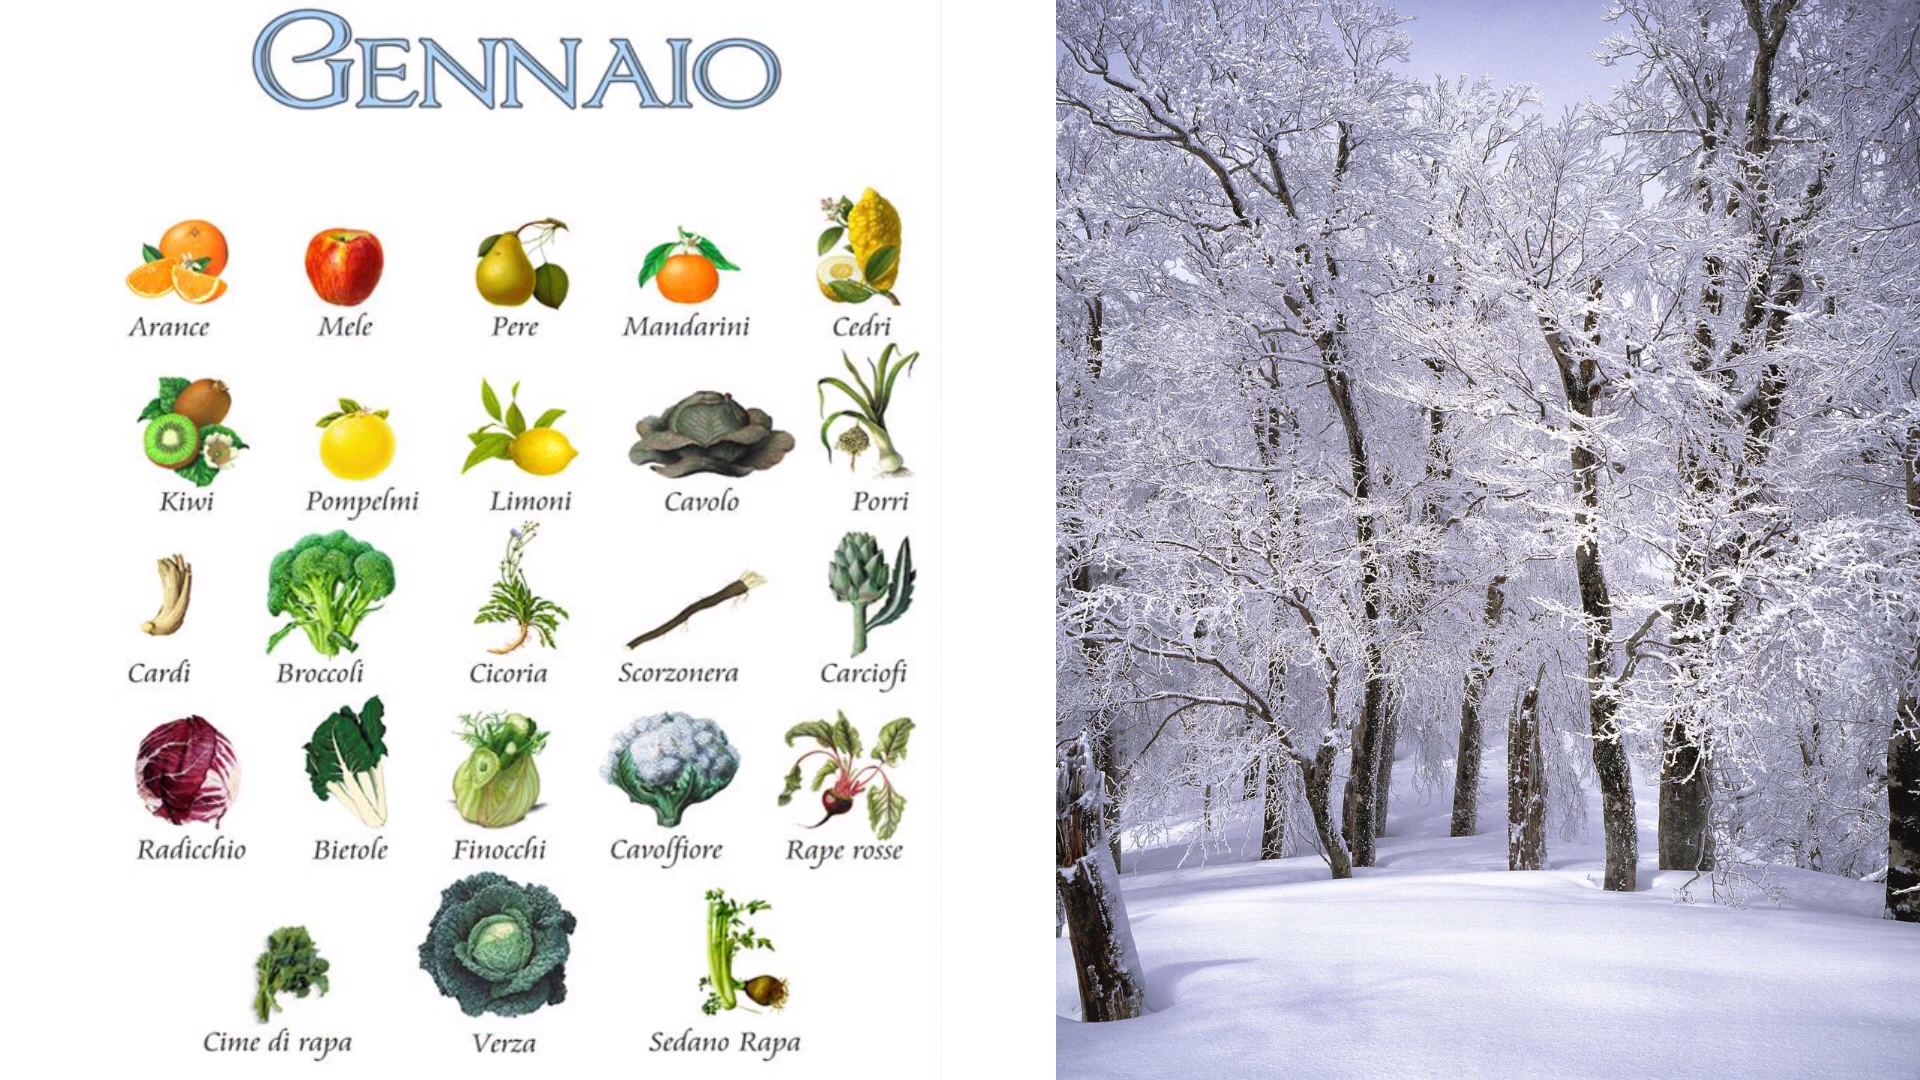 GENNAIO
Arance Mele Pere Mandarini Cedri
Kiwi Pompelmi Limoni Cavolo Porri
Cardi Broccoli Cicoria Scorzonera Carciofi
Radicchio Bietole Finocchi Cavolfiore Rape rosse
Cime di rapa Verza Sedano Rapa